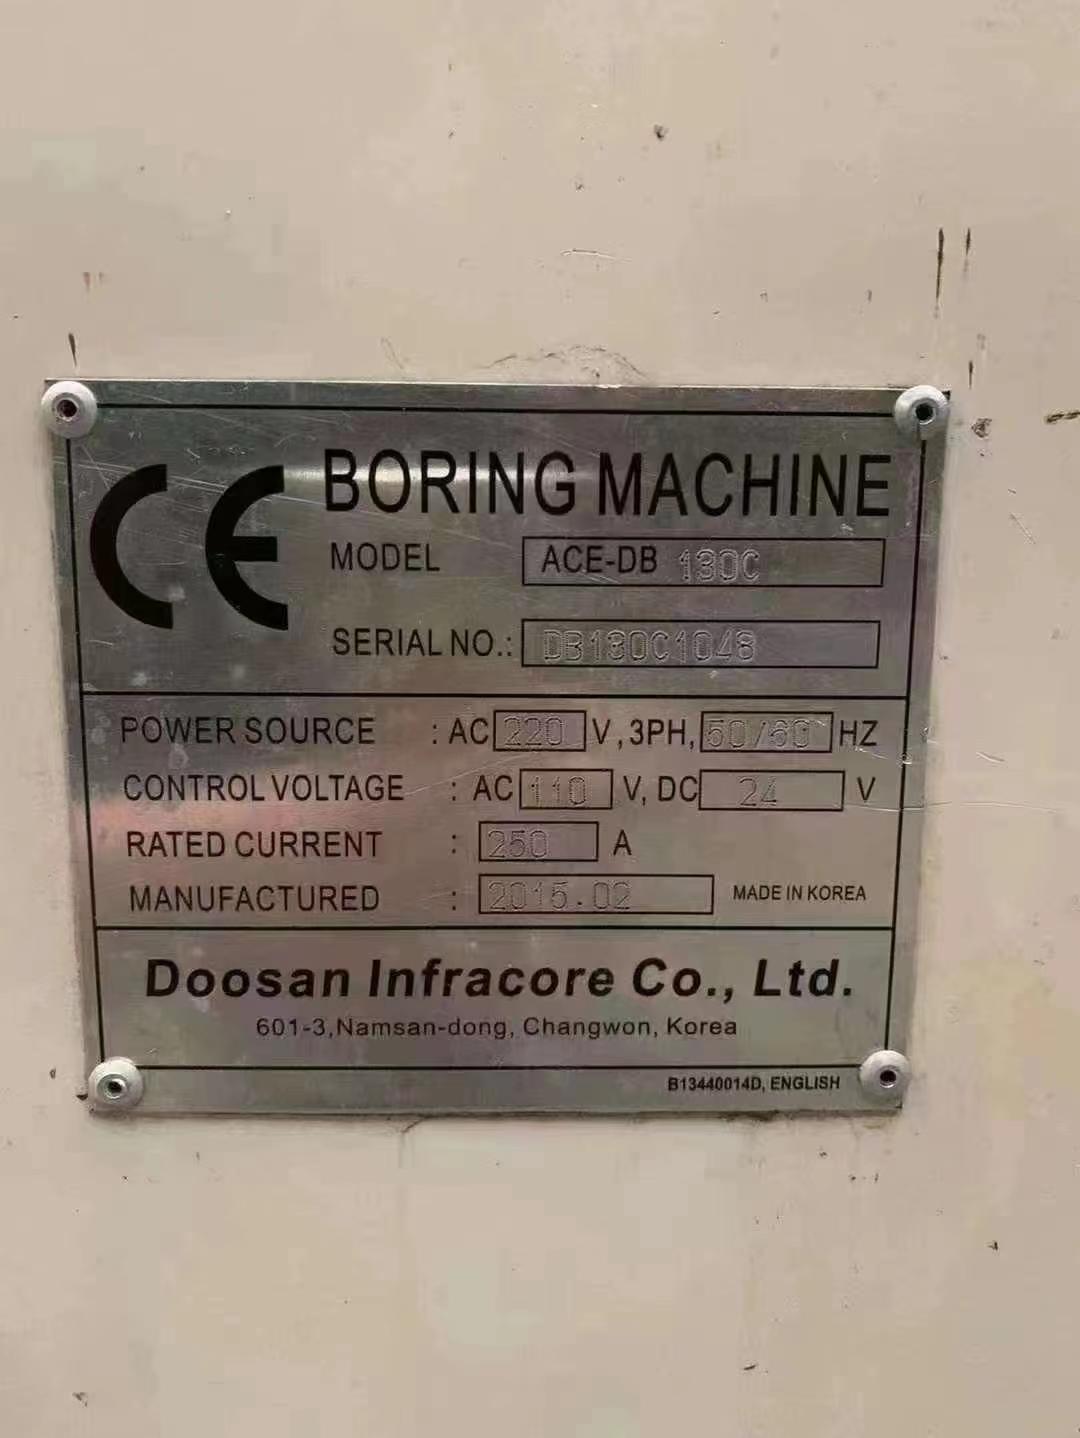 CE BORING MACHINE
MODEL ACE-DB 130C
SERIAL NO.: DB130C1048
POWER SOURCE : AC 220 V, 3PH, 50/60 HZ
CONTROL VOLTAGE : AC 110 V, DC 24 V
RATED CURRENT : 250 A
MANUFACTURED : 2015.02 MADE IN KOREA
Doosan Infracore Co., Ltd.
601-3,Namsan-dong, Changwon, Korea
B13440014D, ENGLISH